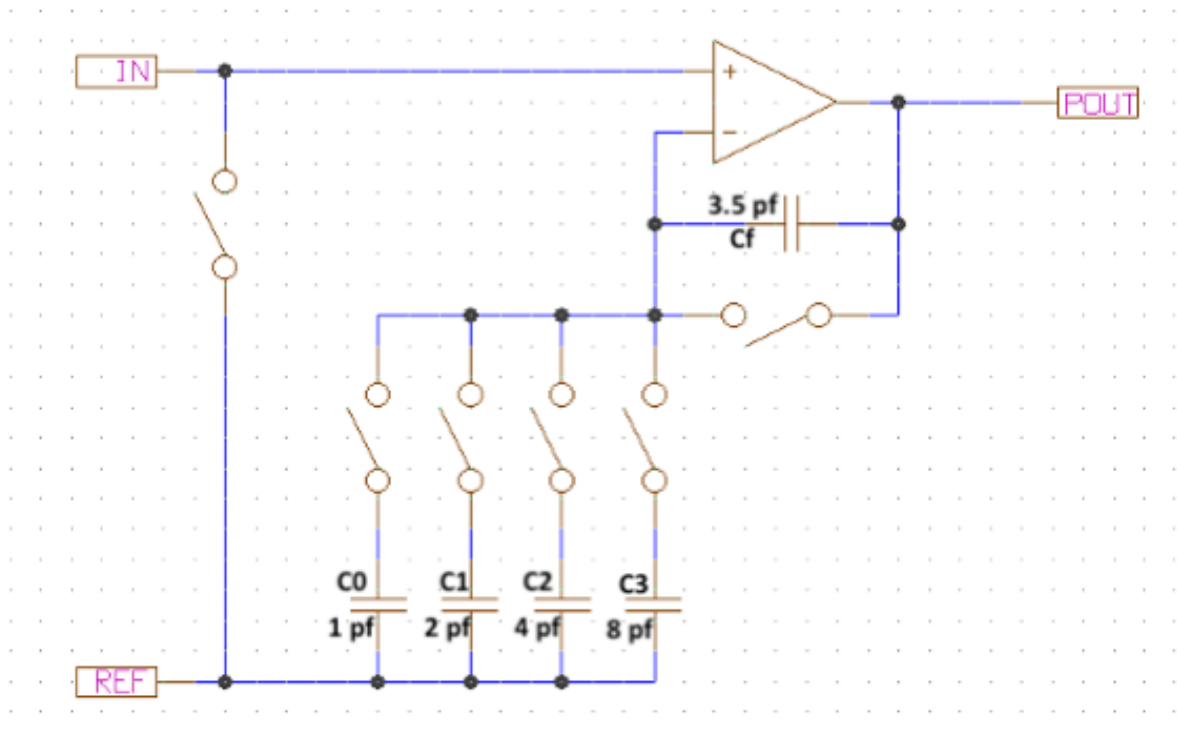 IN
+
POUT
−
3.5 pf
Cf
C0
C1
C2
C3
1 pf
2 pf
4 pf
8 pf
REF